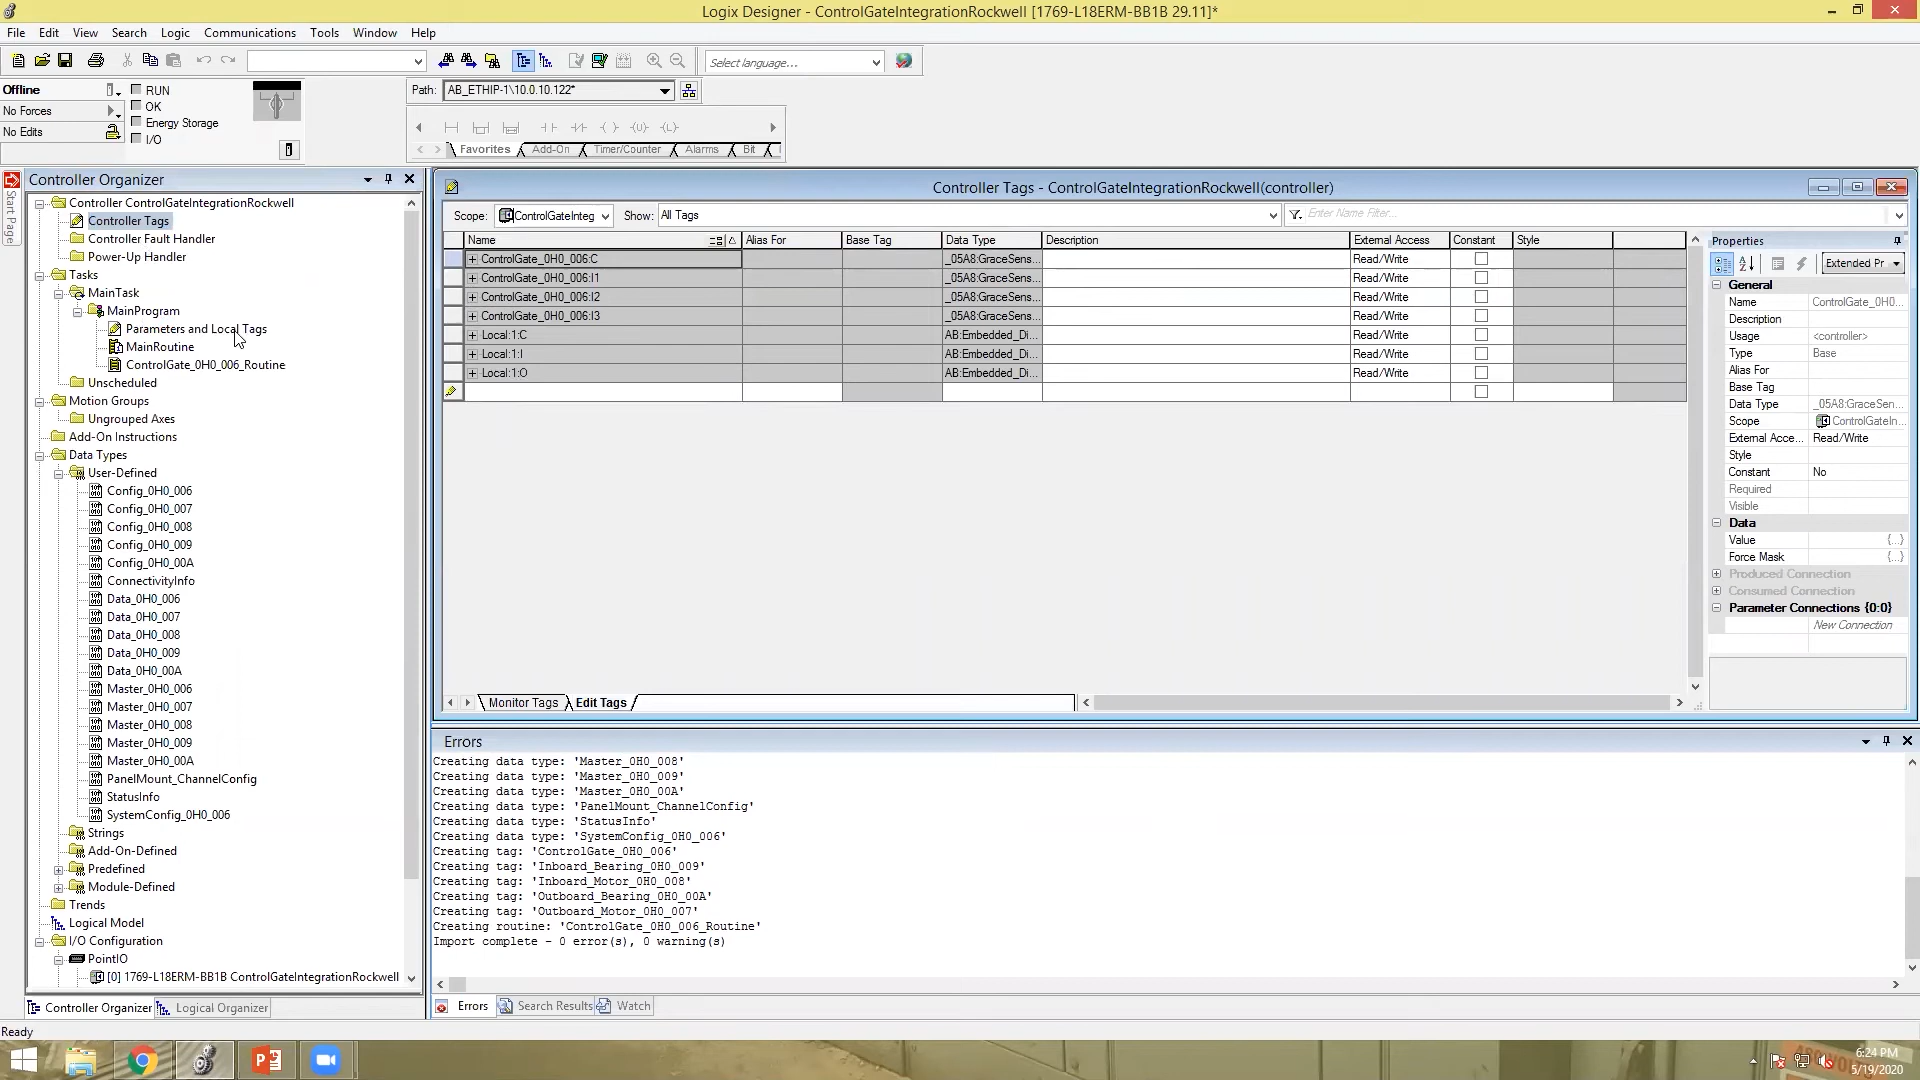 Logix Designer - ControlGateIntegrationRockwell [1769-L18ERM-BB1B 29.11]*
File Edit View Search Logic Communications Tools Window Help
Select language...
Offline
RUN
No Forces
OK
Energy Storage
No Edits
I/O
Path: AB_ETHIP-1\10.0.10.122*
Favorites Add-On Timer/Counter Alarms Bit
Start Page
Controller Organizer
Controller ControlGateIntegrationRockwell
Controller Tags
Controller Fault Handler
Power-Up Handler
Tasks
MainTask
MainProgram
Parameters and Local Tags
MainRoutine
ControlGate_0H0_006_Routine
Unscheduled
Motion Groups
Ungrouped Axes
Add-On Instructions
Data Types
User-Defined
Config_0H0_006
Config_0H0_007
Config_0H0_008
Config_0H0_009
Config_0H0_00A
ConnectivityInfo
Data_0H0_006
Data_0H0_007
Data_0H0_008
Data_0H0_009
Data_0H0_00A
Master_0H0_006
Master_0H0_007
Master_0H0_008
Master_0H0_009
Master_0H0_00A
PanelMount_ChannelConfig
StatusInfo
SystemConfig_0H0_006
Strings
Add-On-Defined
Predefined
Module-Defined
Trends
Logical Model
I/O Configuration
PointIO
[0] 1769-L18ERM-BB1B ControlGateIntegrationRockwell
Controller Organizer Logical Organizer
Controller Tags - ControlGateIntegrationRockwell(controller)
Scope: ControlGateInteg Show: All Tags Enter Name Filter...
Name Alias For Base Tag Data Type Description External Access Constant Style
ControlGate_0H0_006:C _05A8:GraceSens... Read/Write
ControlGate_0H0_006:I1 _05A8:GraceSens... Read/Write
ControlGate_0H0_006:I2 _05A8:GraceSens... Read/Write
ControlGate_0H0_006:I3 _05A8:GraceSens... Read/Write
Local:1:C AB:Embedded_Di... Read/Write
Local:1:I AB:Embedded_Di... Read/Write
Local:1:O AB:Embedded_Di... Read/Write
Monitor Tags Edit Tags
Properties
Extended Pr
General
Name ControlGate_0H0...
Description
Usage <controller>
Type Base
Alias For
Base Tag
Data Type _05A8:GraceSen...
Scope ControlGateIn...
External Acce... Read/Write
Style
Constant No
Required
Visible
Data
Value {...}
Force Mask {...}
Produced Connection
Consumed Connection
Parameter Connections {0:0}
New Connection
Errors
Creating data type: 'Master_0H0_008'
Creating data type: 'Master_0H0_009'
Creating data type: 'Master_0H0_00A'
Creating data type: 'PanelMount_ChannelConfig'
Creating data type: 'StatusInfo'
Creating data type: 'SystemConfig_0H0_006'
Creating tag: 'ControlGate_0H0_006'
Creating tag: 'Inboard_Bearing_0H0_009'
Creating tag: 'Inboard_Motor_0H0_008'
Creating tag: 'Outboard_Bearing_0H0_00A'
Creating tag: 'Outboard_Motor_0H0_007'
Creating routine: 'ControlGate_0H0_006_Routine'
Import complete - 0 error(s), 0 warning(s)
Errors Search Results Watch
Ready
6:24 PM
5/19/2020